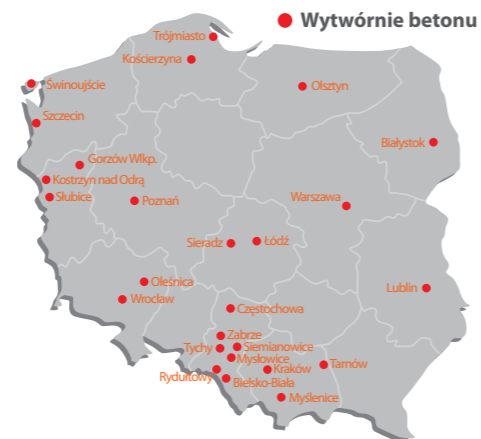 Wytwórnie betonu
Trójmiasto
Kościerzyna
Świnoujście
Olsztyn
Szczecin
Białystok
Gorzów Wlkp.
Kostrzyn nad Odrą
Słubice
Poznań
Warszawa
Sieradz
Łódź
Oleśnica
Lublin
Wrocław
Częstochowa
Zabrze
Tychy
Siemianowice
Mysłowice
Rydułtowy
Kraków
Tarnów
Bielsko-Biała
Myślenice